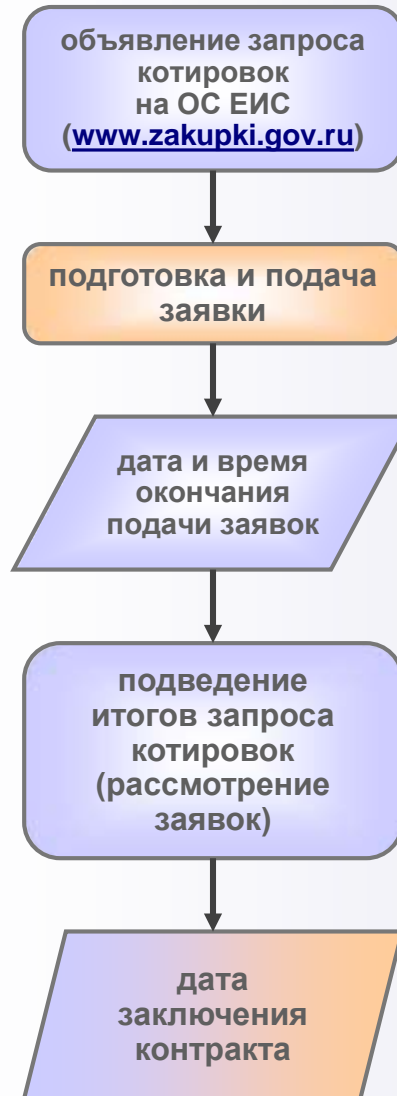 объявление запроса
котировок
на ОС ЕИС
(www.zakupki.gov.ru)
подготовка и подача
заявки
дата и время
окончания
подачи заявок
подведение
итогов запроса
котировок
(рассмотрение
заявок)
дата
заключения
контракта